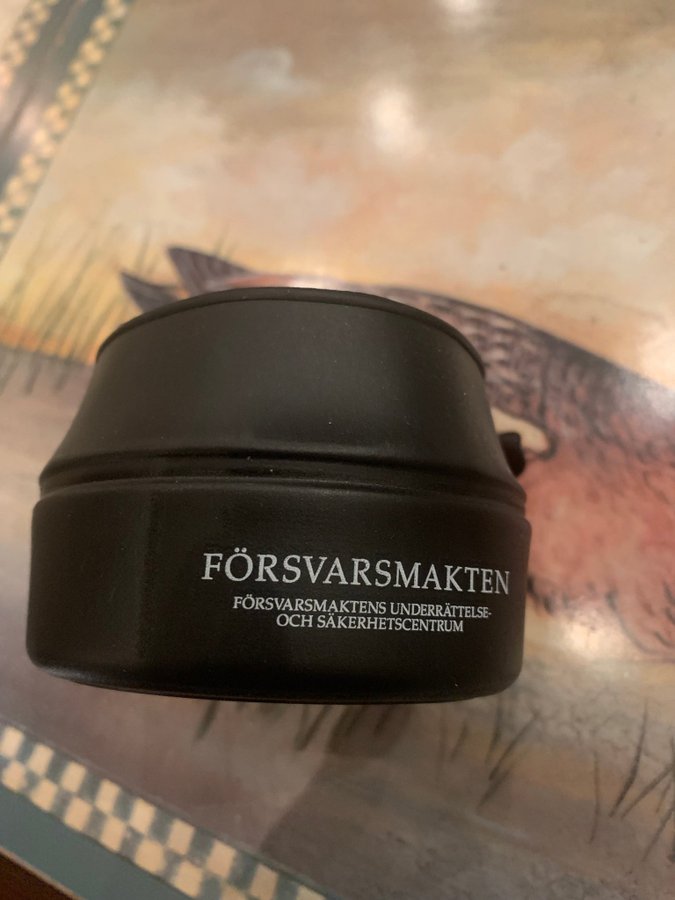 FÖRSVARSMAKTEN
FÖRSVARSMAKTENS UNDERRÄTTELSE-
OCH SÄKERHETSCENTRUM